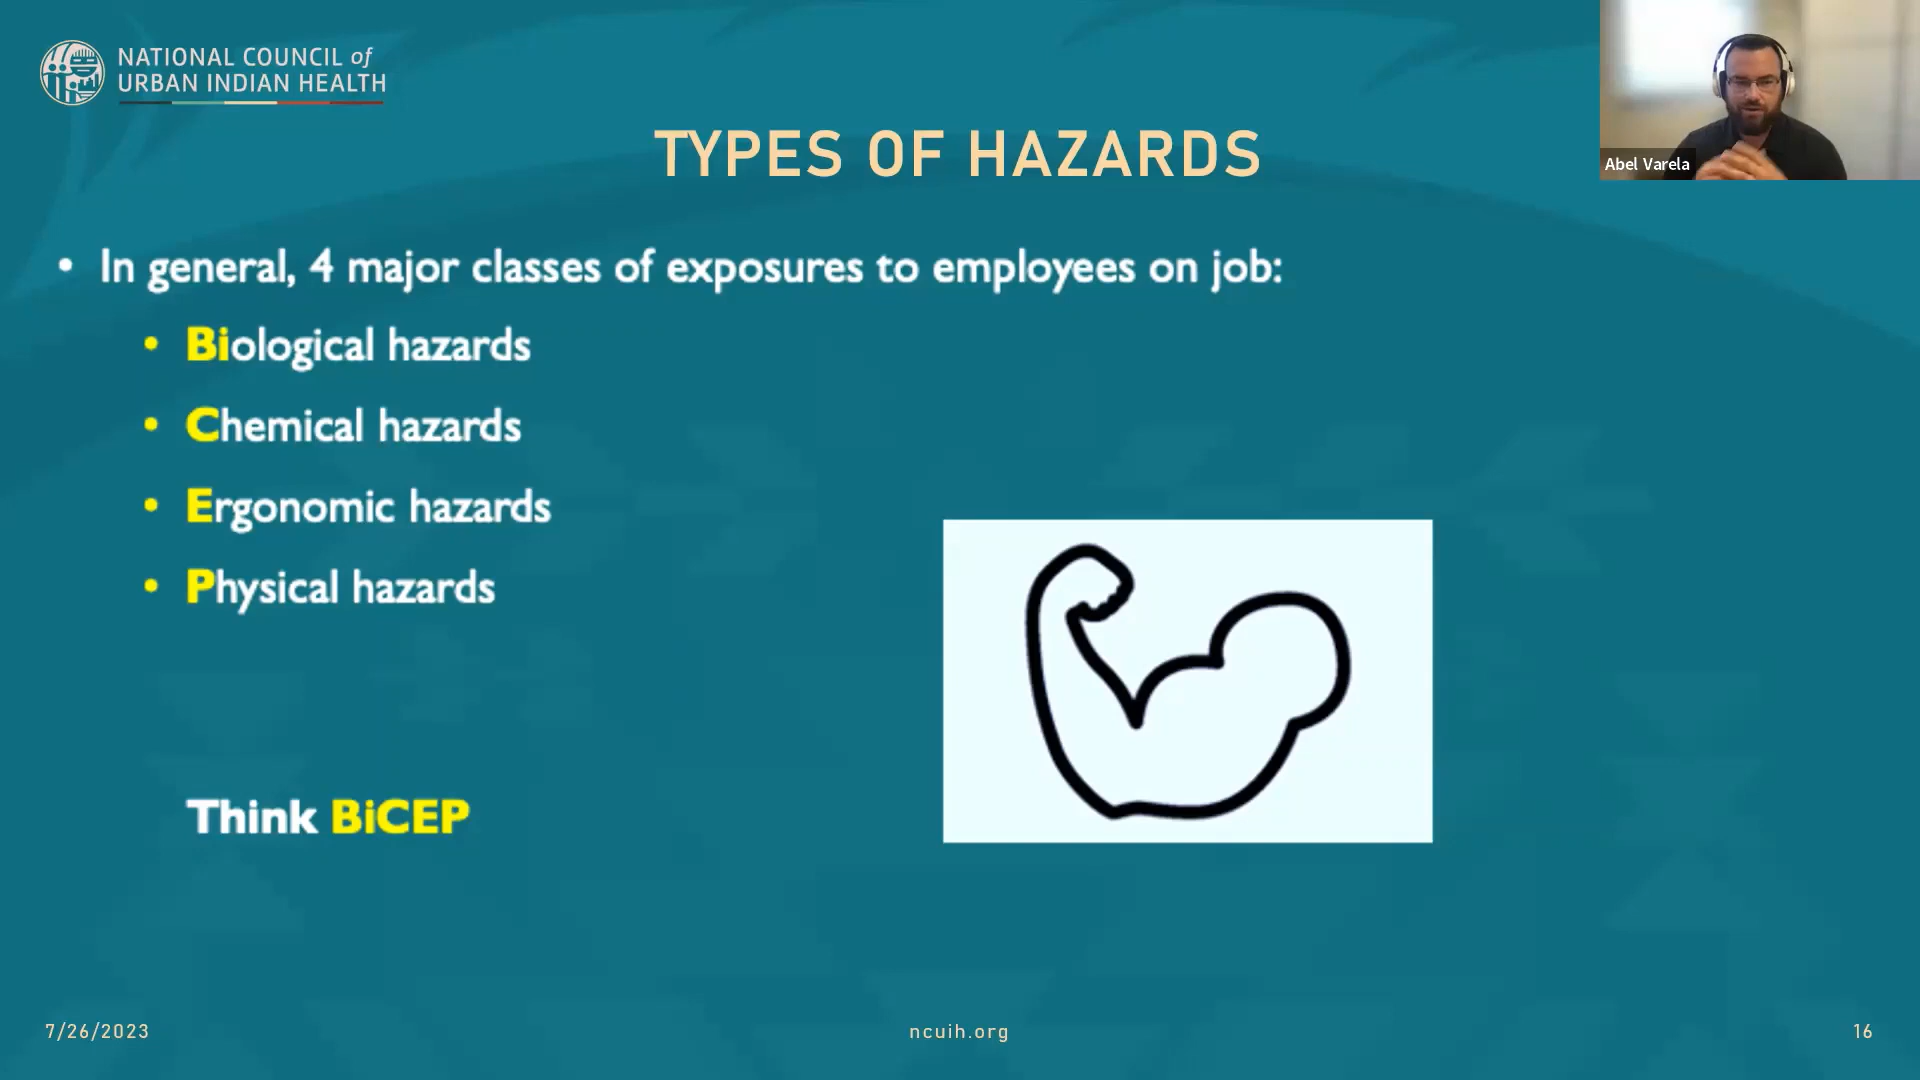 NATIONAL COUNCIL of
URBAN INDIAN HEALTH
Abel Varela
TYPES OF HAZARDS
• In general, 4 major classes of exposures to employees on job:
• Biological hazards
• Chemical hazards
• Ergonomic hazards
• Physical hazards
Think BiCEP
7/26/2023
ncuih.org
16